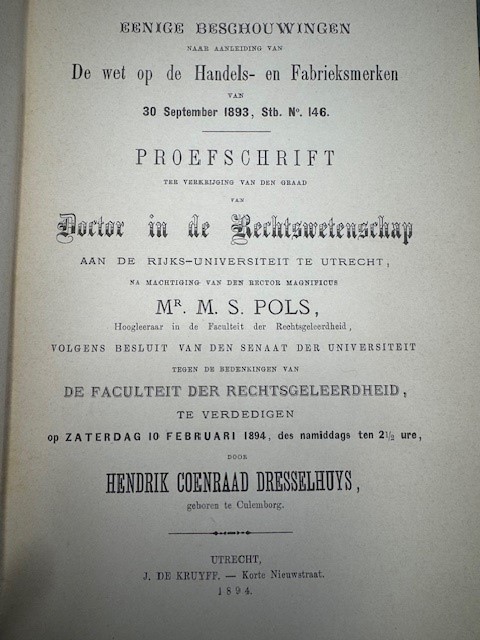 EENIGE BESCHOUWINGEN
NAAR AANLEIDING VAN
De wet op de Handels- en Fabrieksmerken
VAN
30 September 1893, Stb. No. 146.
PROEFSCHRIFT
TER VERKRIJGING VAN DEN GRAAD
VAN
Doctor in de Rechtswetenschap
AAN DE RIJKS-UNIVERSITEIT TE UTRECHT,
NA MACHTIGING VAN DEN RECTOR MAGNIFICUS
MR. M. S. POLS,
Hoogleeraar in de Faculteit der Rechtsgeleerdheid,
VOLGENS BESLUIT VAN DEN SENAAT DER UNIVERSITEIT
TEGEN DE BEDENKINGEN VAN
DE FACULTEIT DER RECHTSGELEERDHEID,
TE VERDEDIGEN
op ZATERDAG 10 FEBRUARI 1894, des namiddags ten 2½ ure,
DOOR
HENDRIK COENRAAD DRESSELHUYS,
geboren te Culemborg.
UTRECHT,
J. DE KRUYFF. — Korte Nieuwstraat.
1894.